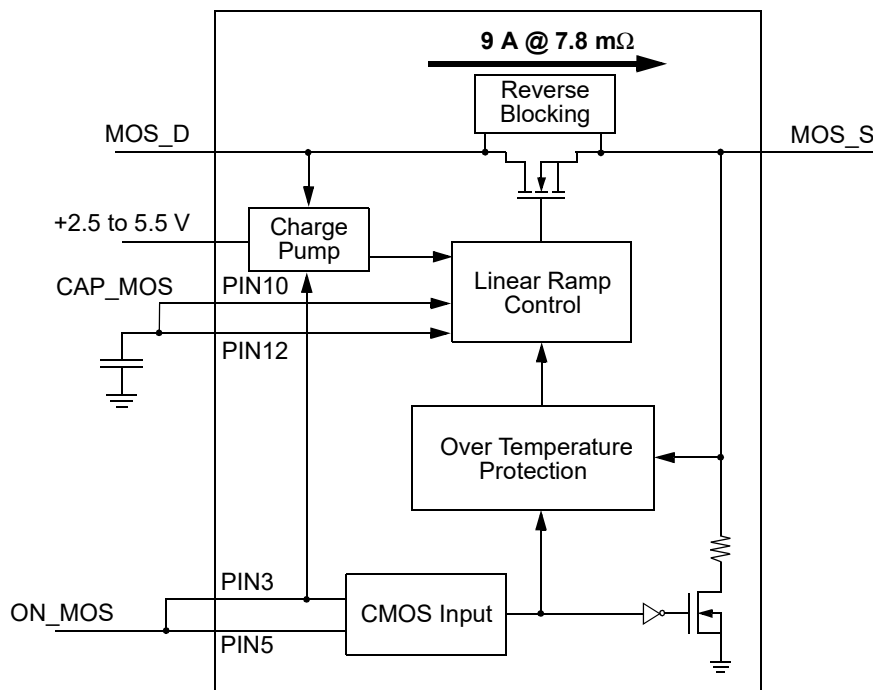 9 A @ 7.8 mΩ
Reverse
Blocking
MOS_D
MOS_S
+2.5 to 5.5 V
Charge
Pump
CAP_MOS
PIN10
Linear Ramp
Control
PIN12
Over Temperature
Protection
PIN3
ON_MOS
CMOS Input
PIN5